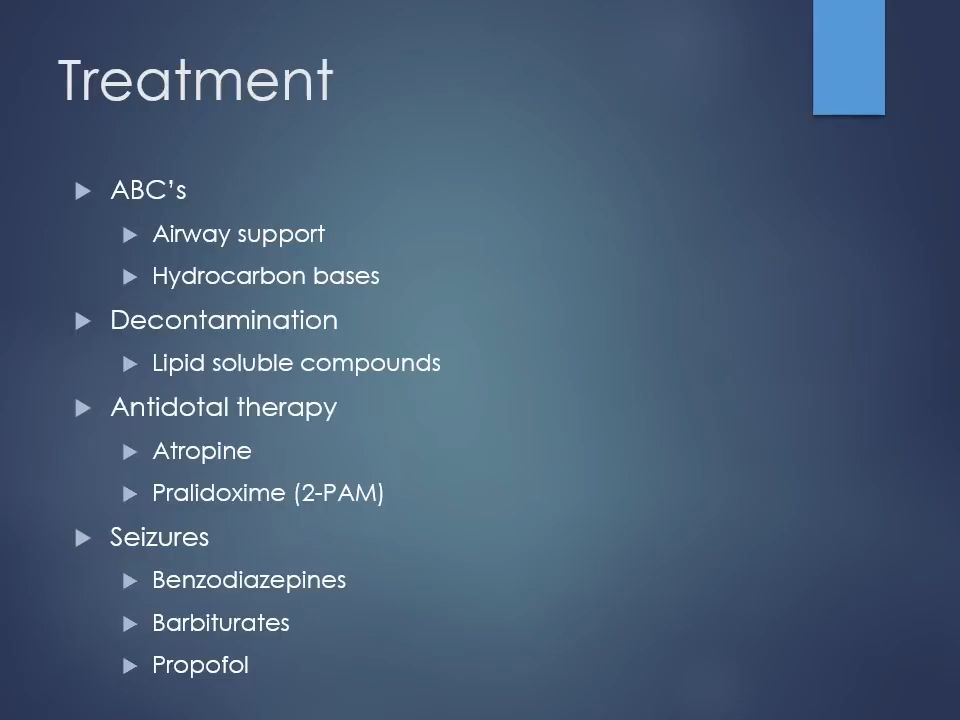 Treatment
ABC's
Airway support
Hydrocarbon bases
Decontamination
Lipid soluble compounds
Antidotal therapy
Atropine
Pralidoxime (2-PAM)
Seizures
Benzodiazepines
Barbiturates
Propofol